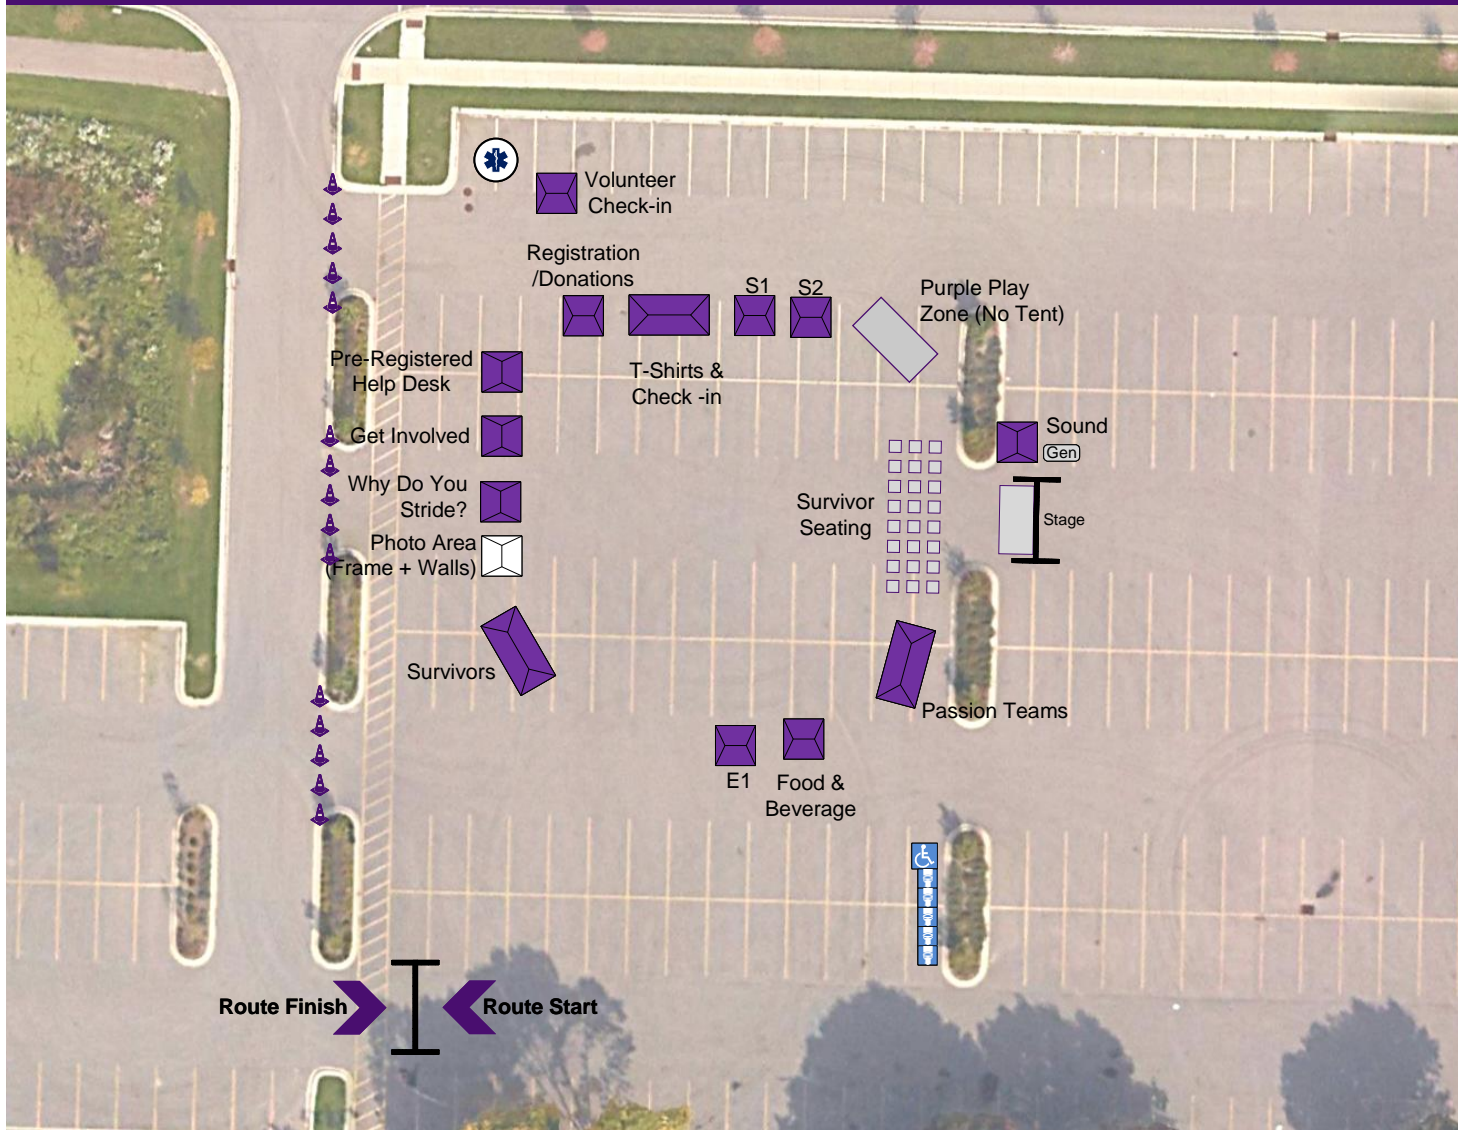 Volunteer
Check-in
Registration
/Donations
S1
S2
Purple Play
Zone (No Tent)
Pre-Registered
Help Desk
T-Shirts &
Check -in
Get Involved
Sound
Gen
Why Do You
Stride?
Survivor
Seating
Stage
Photo Area
(Frame + Walls)
Survivors
Passion Teams
E1
Food &
Beverage
Route Finish
Route Start